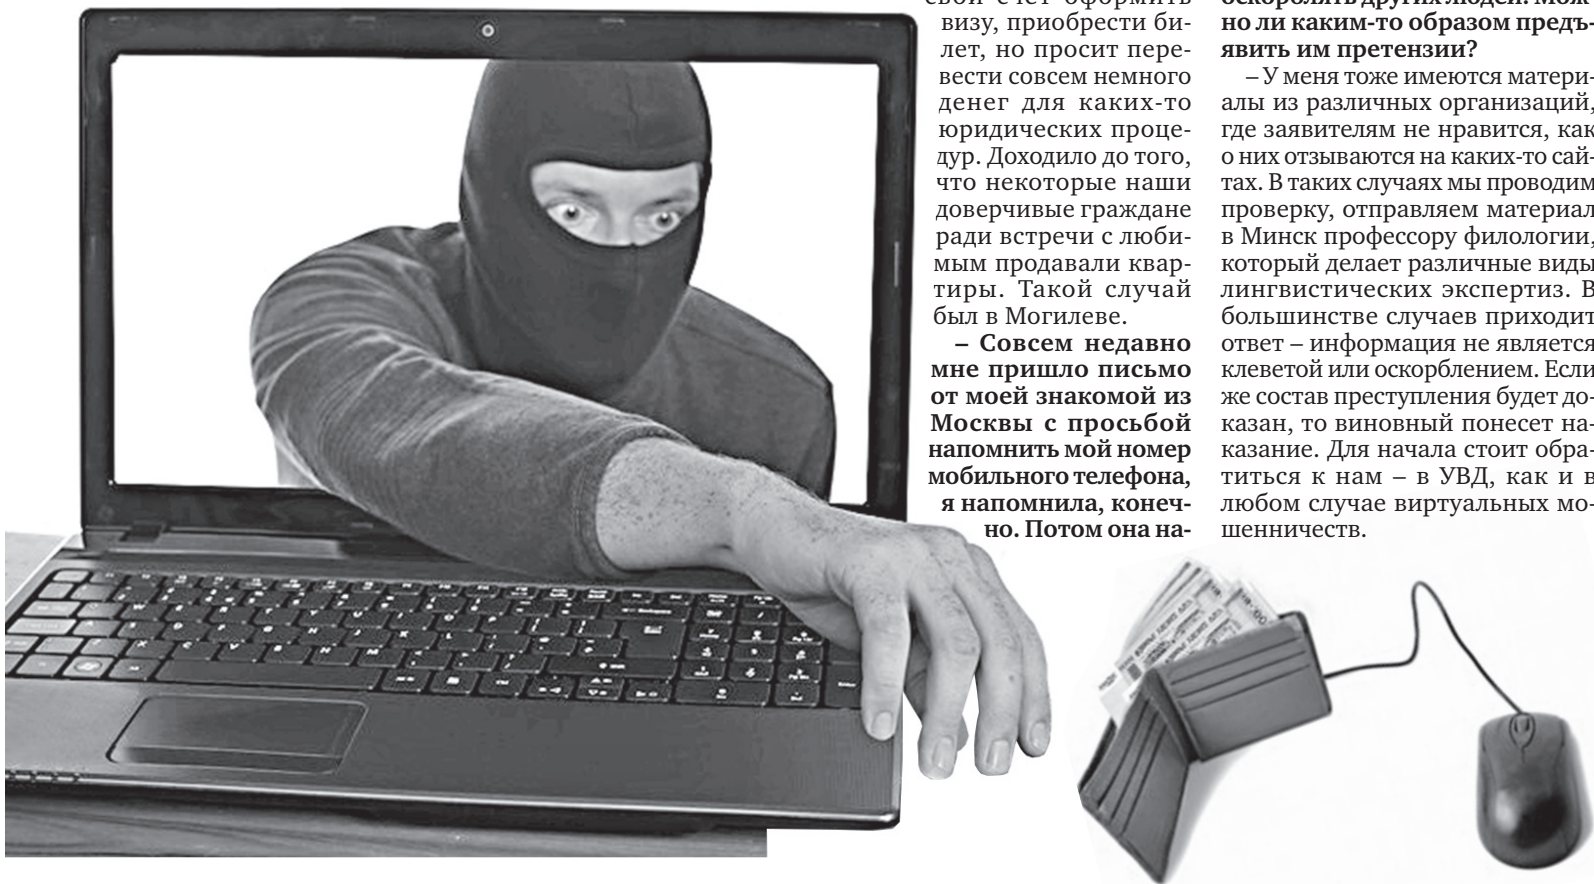 визу, приобрести би-
лет, но просит пере-
вести совсем немного
денег для каких-то
юридических проце-
дур. Доходило до того,
что некоторые наши
доверчивые граждане
ради встречи с люби-
мым продавали квар-
тиры. Такой случай
был в Могилеве.
– Совсем недавно
мне пришло письмо
от моей знакомой из
Москвы с просьбой
напомнить мой номер
мобильного телефона,
я напомнила, конеч-
но. Потом она на-
оскорблять других людей. Мож-
но ли каким-то образом предъ-
явить им претензии?
– У меня тоже имеются матери-
алы из различных организаций,
где заявителям не нравится, как
о них отзываются на каких-то сай-
тах. В таких случаях мы проводим
проверку, отправляем материал
в Минск профессору филологии,
который делает различные виды
лингвистических экспертиз. В
большинстве случаев приходит
ответ – информация не является
клеветой или оскорблением. Если
же состав преступления будет до-
казан, то виновный понесет на-
казание. Для начала стоит обра-
титься к нам – в УВД, как и в
любом случае виртуальных мо-
шенничеств.